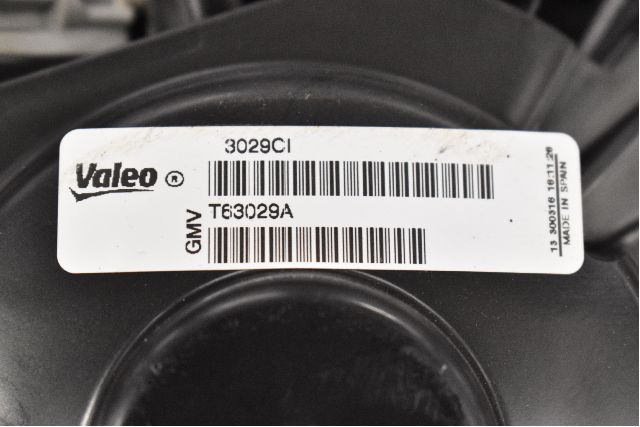 3029CI
Valeo ®
T63029A
GMV
13 300316 16:11:26
MADE IN SPAIN